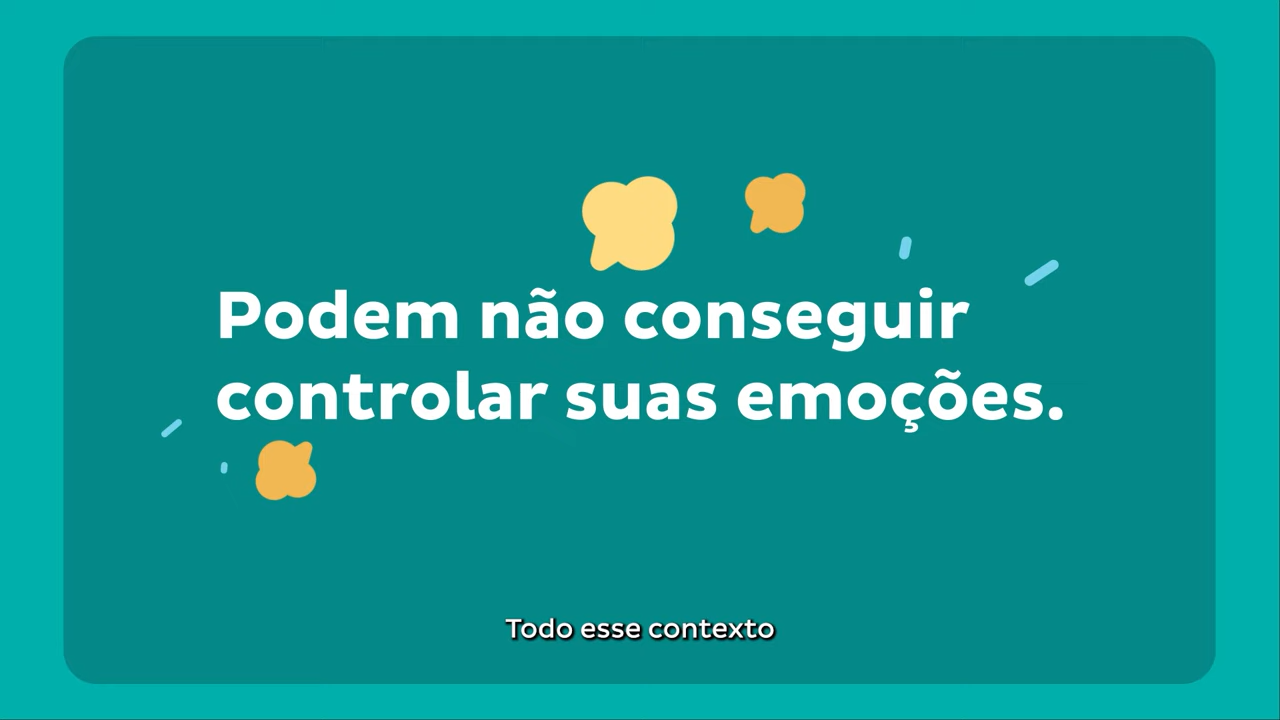 Podem não conseguir
controlar suas emoções.
Todo esse contexto